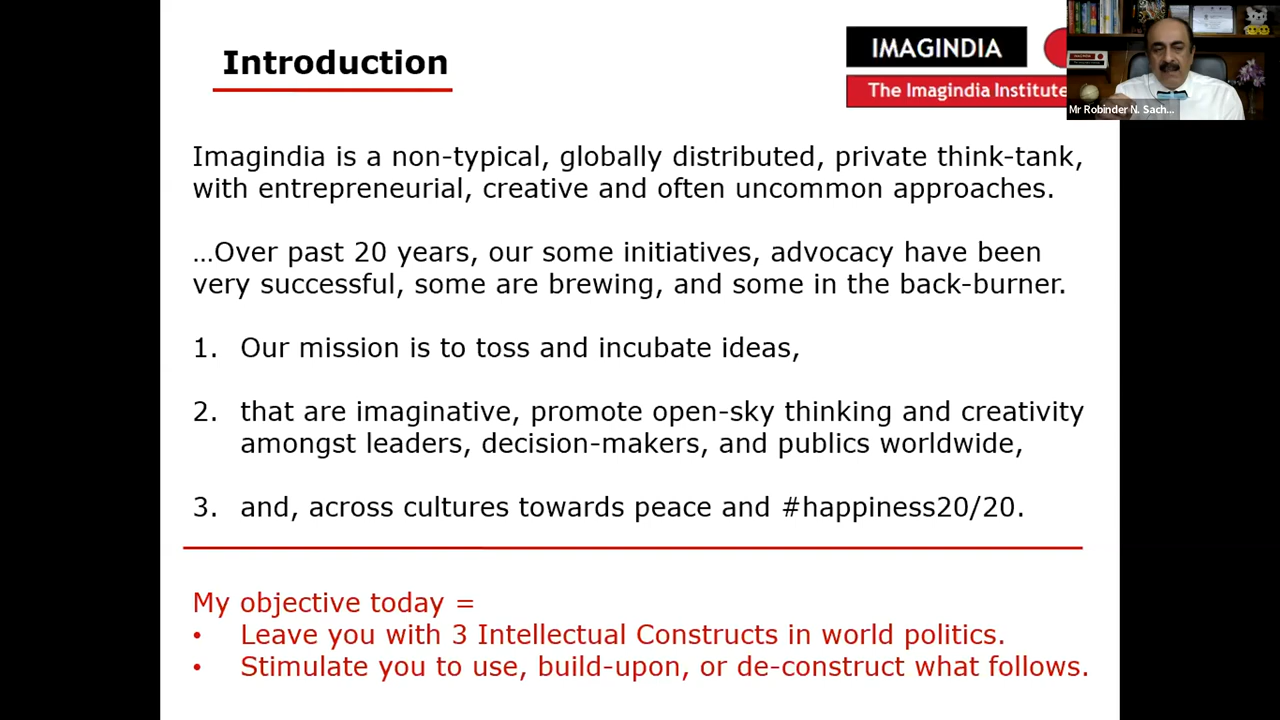 Introduction
IMAGINDIA
The Imagindia Institute
Mr Robinder N. Sach...
Imagindia is a non-typical, globally distributed, private think-tank,
with entrepreneurial, creative and often uncommon approaches.
…Over past 20 years, our some initiatives, advocacy have been
very successful, some are brewing, and some in the back-burner.
1. Our mission is to toss and incubate ideas,
2. that are imaginative, promote open-sky thinking and creativity
amongst leaders, decision-makers, and publics worldwide,
3. and, across cultures towards peace and #happiness20/20.
My objective today =
• Leave you with 3 Intellectual Constructs in world politics.
• Stimulate you to use, build-upon, or de-construct what follows.